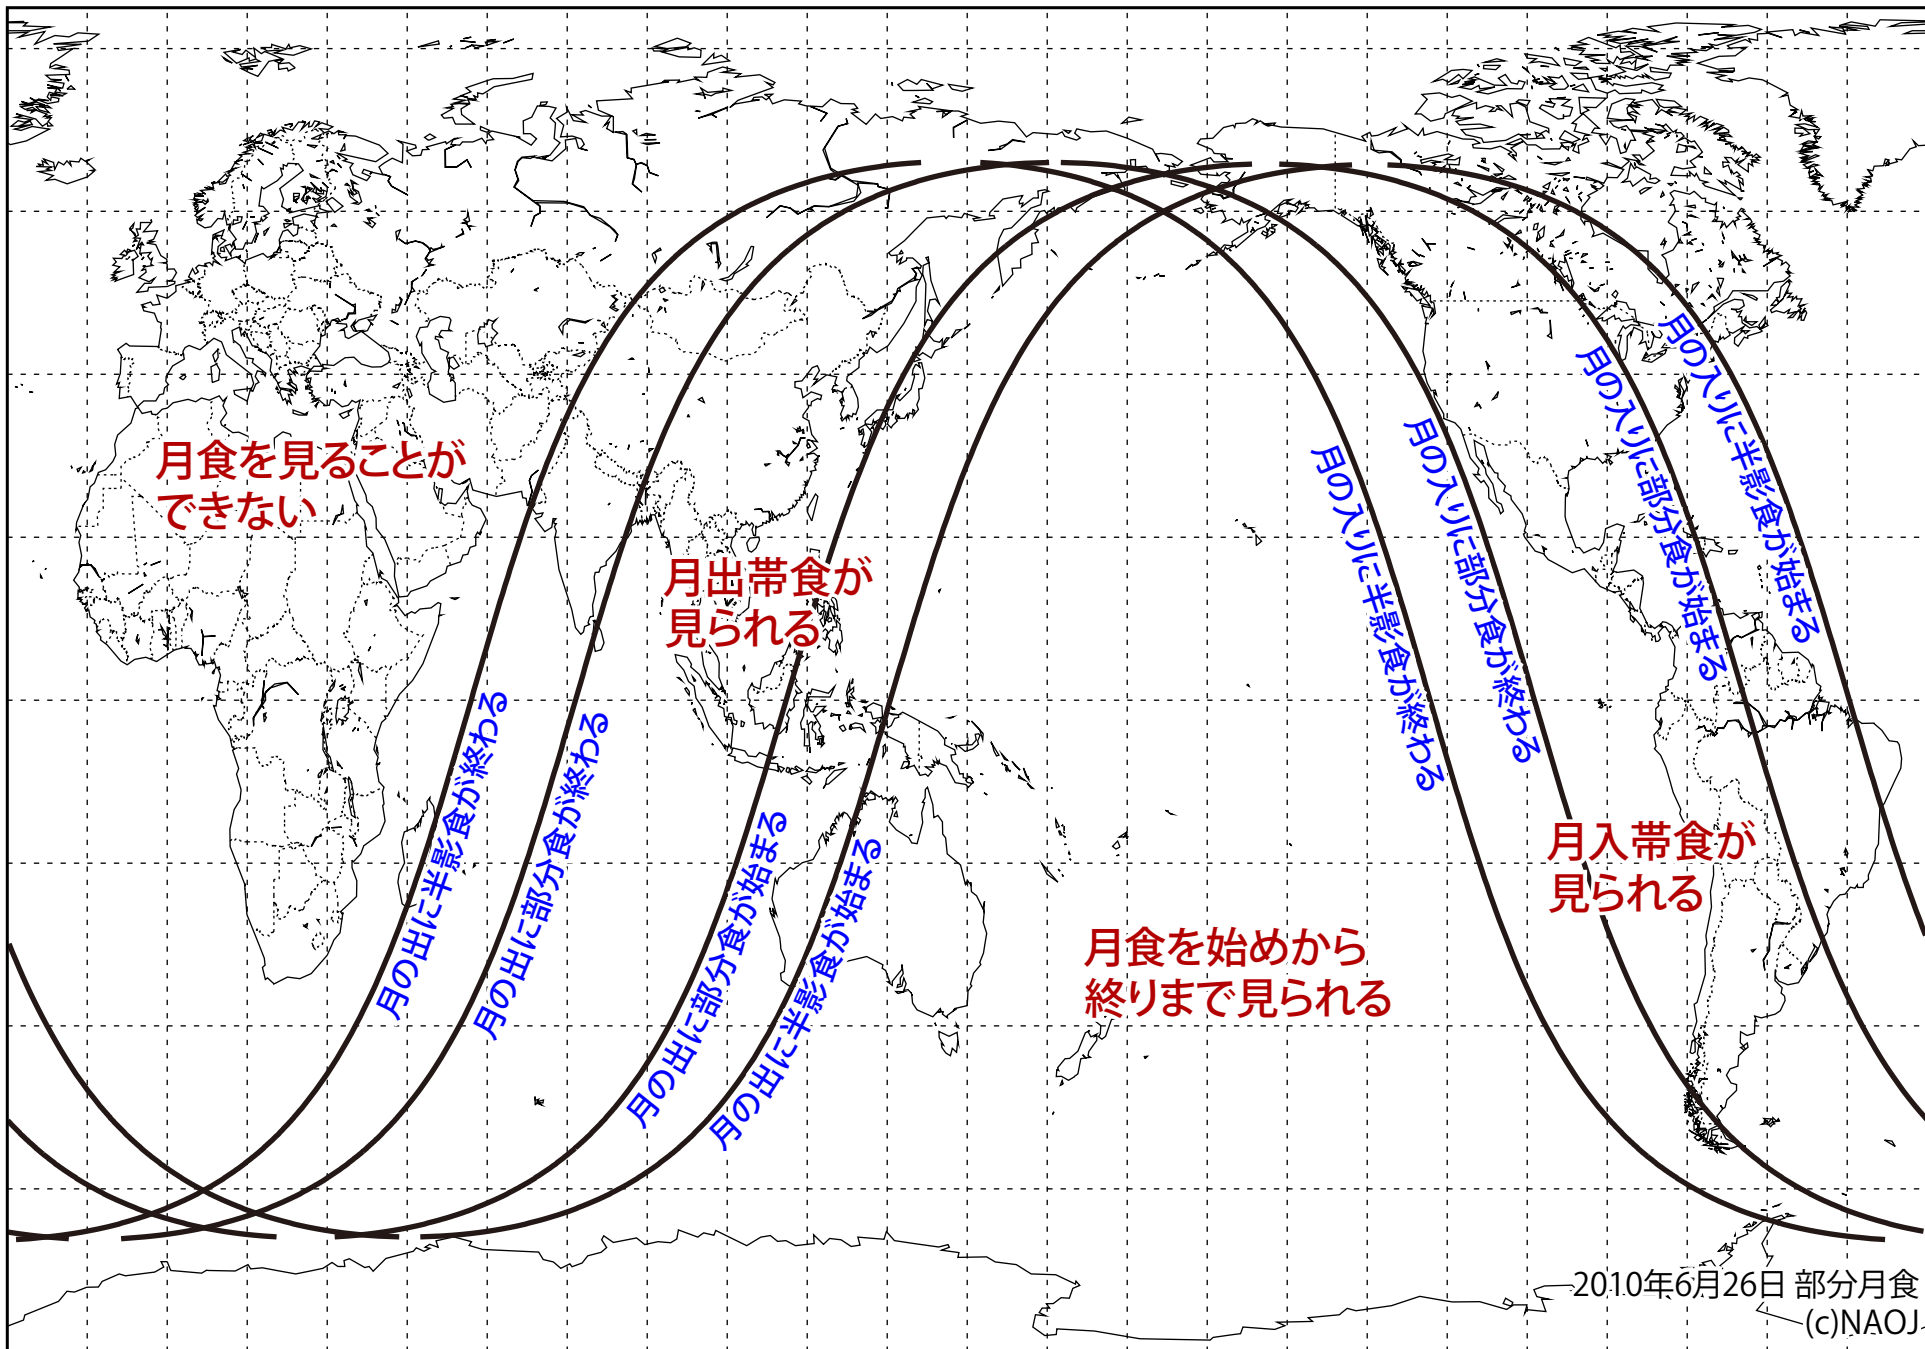 月食を見ることが
できない
月出帯食が
見られる
月食を始めから
終りまで見られる
月入帯食が
見られる
月の出に半影食が終わる
月の出に部分食が終わる
月の出に部分食が始まる
月の出に半影食が始まる
月の入りに半影食が終わる
月の入りに部分食が終わる
月の入りに部分食が始まる
月の入りに半影食が始まる
2010年6月26日 部分月食
(c)NAOJ